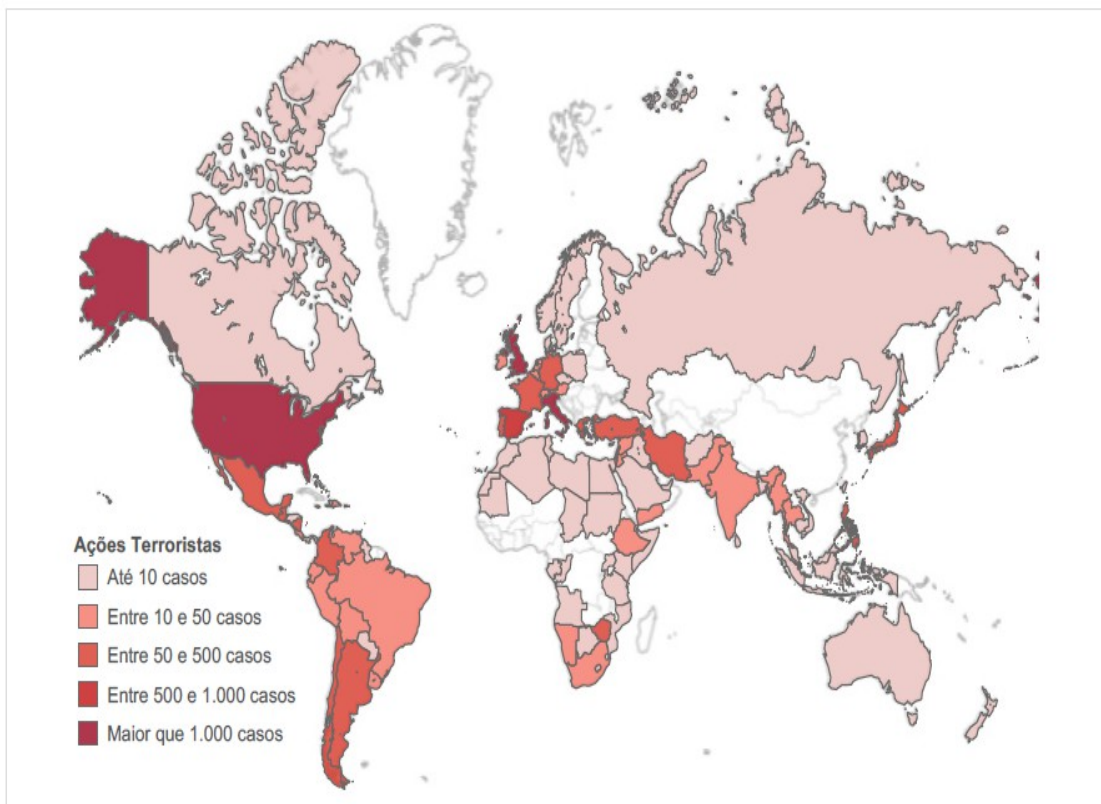 Ações Terroristas
Até 10 casos
Entre 10 e 50 casos
Entre 50 e 500 casos
Entre 500 e 1.000 casos
Maior que 1.000 casos